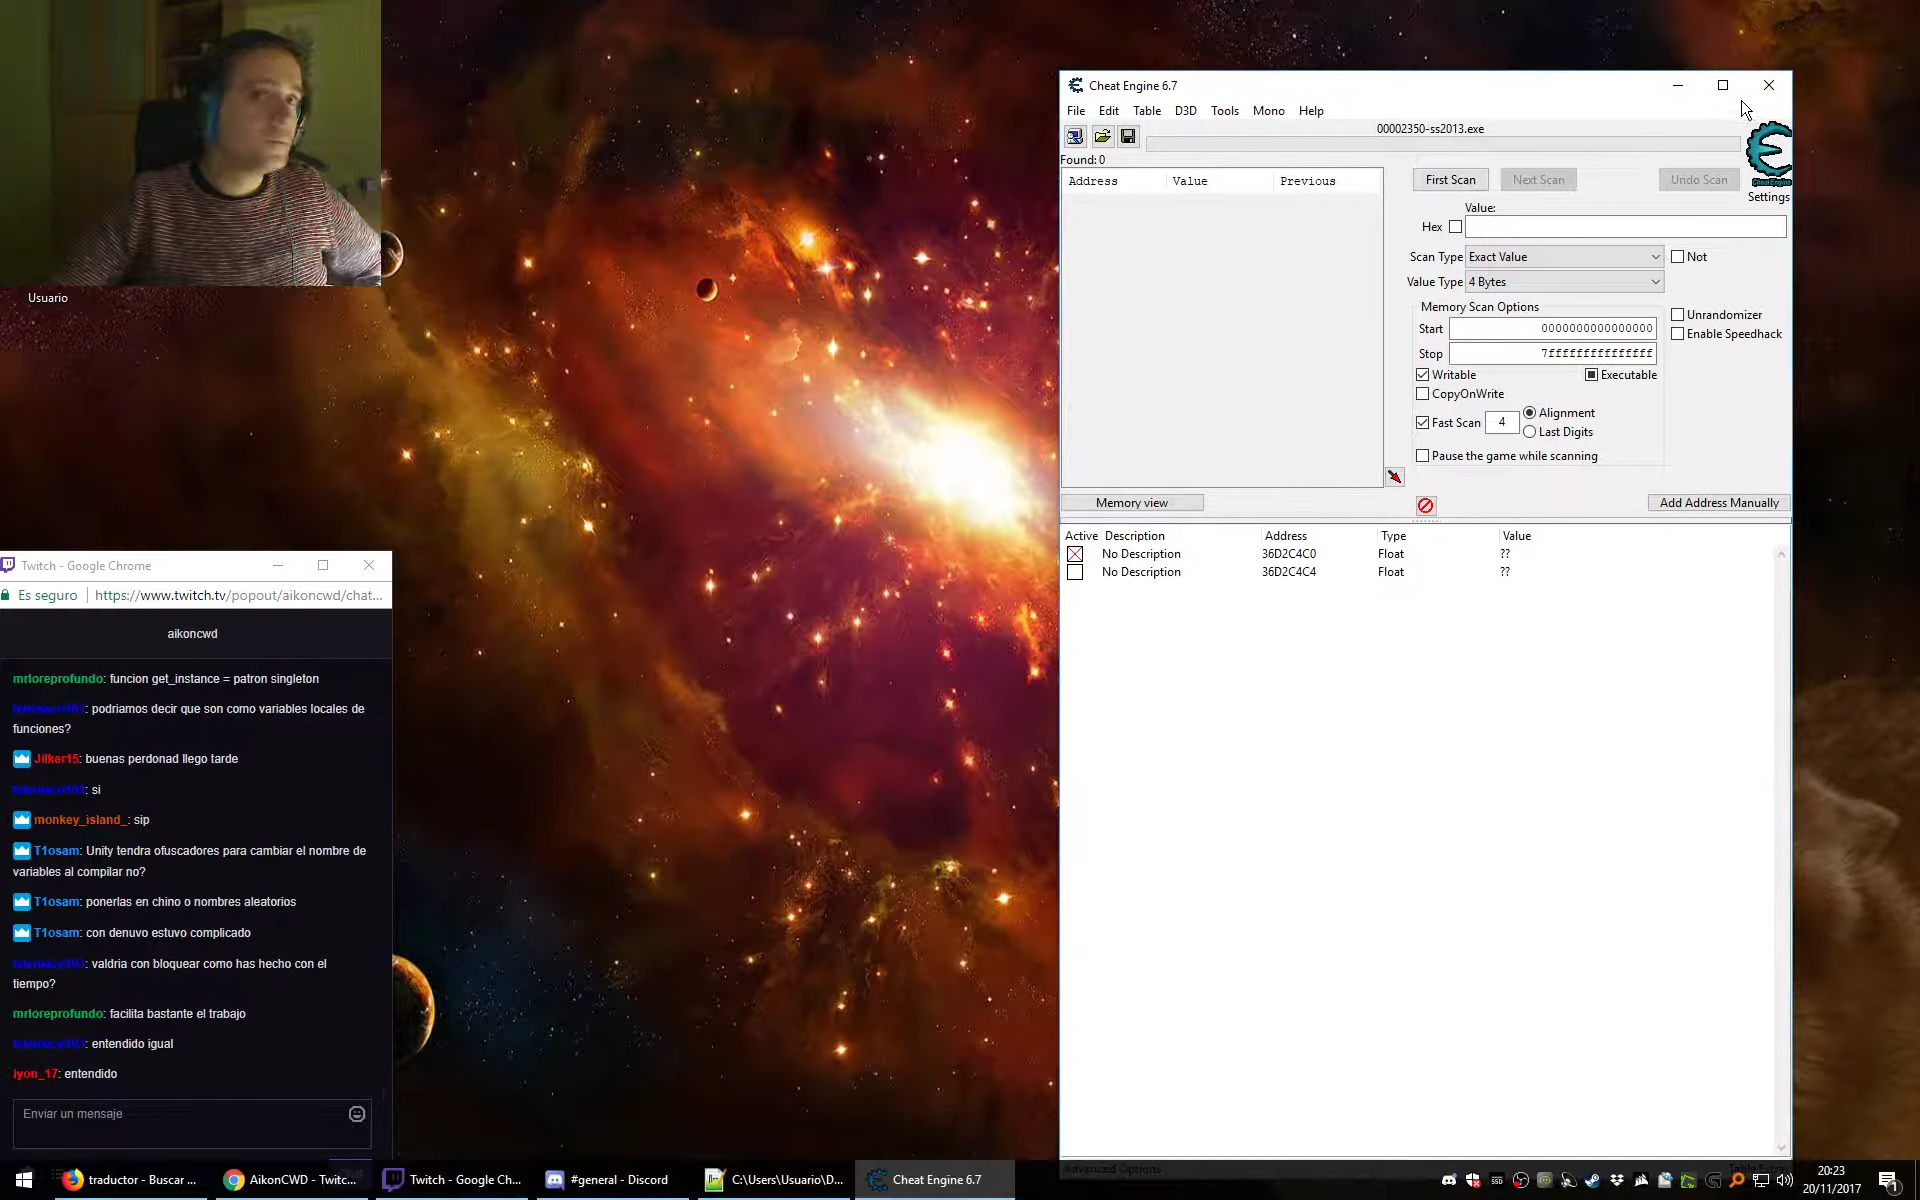 Usuario
Cheat Engine 6.7
File Edit Table D3D Tools Mono Help
00002350-ss2013.exe
Found: 0
Address Value Previous
First Scan Next Scan Undo Scan
Settings
Value:
Hex
Scan Type Exact Value Not
Value Type 4 Bytes
Memory Scan Options
Start 0000000000000000
Stop 7fffffffffffffff
Unrandomizer
Enable Speedhack
Writable Executable
CopyOnWrite
Fast Scan 4 Alignment
Last Digits
Pause the game while scanning
Memory view Add Address Manually
Active Description Address Type Value
No Description 36D2C4C0 Float ??
No Description 36D2C4C4 Float ??
Advanced Options Table Extras
Twitch - Google Chrome
Es seguro https://www.twitch.tv/popout/aikoncwd/chat...
aikoncwd
mrloreprofundo: funcion get_instance = patron singleton
podriamos decir que son como variables locales de
funciones?
Jilker15: buenas perdonad llego tarde
si
monkey_island_: sip
T1osam: Unity tendra ofuscadores para cambiar el nombre de
variables al compilar no?
T1osam: ponerlas en chino o nombres aleatorios
T1osam: con denuvo estuvo complicado
valdria con bloquear como has hecho con el
tiempo?
mrloreprofundo: facilita bastante el trabajo
entendido igual
lyon_17: entendido
Enviar un mensaje
traductor - Buscar ...
AikonCWD - Twitc...
Twitch - Google Ch...
#general - Discord
C:\Users\Usuario\D...
Cheat Engine 6.7
20:23
20/11/2017